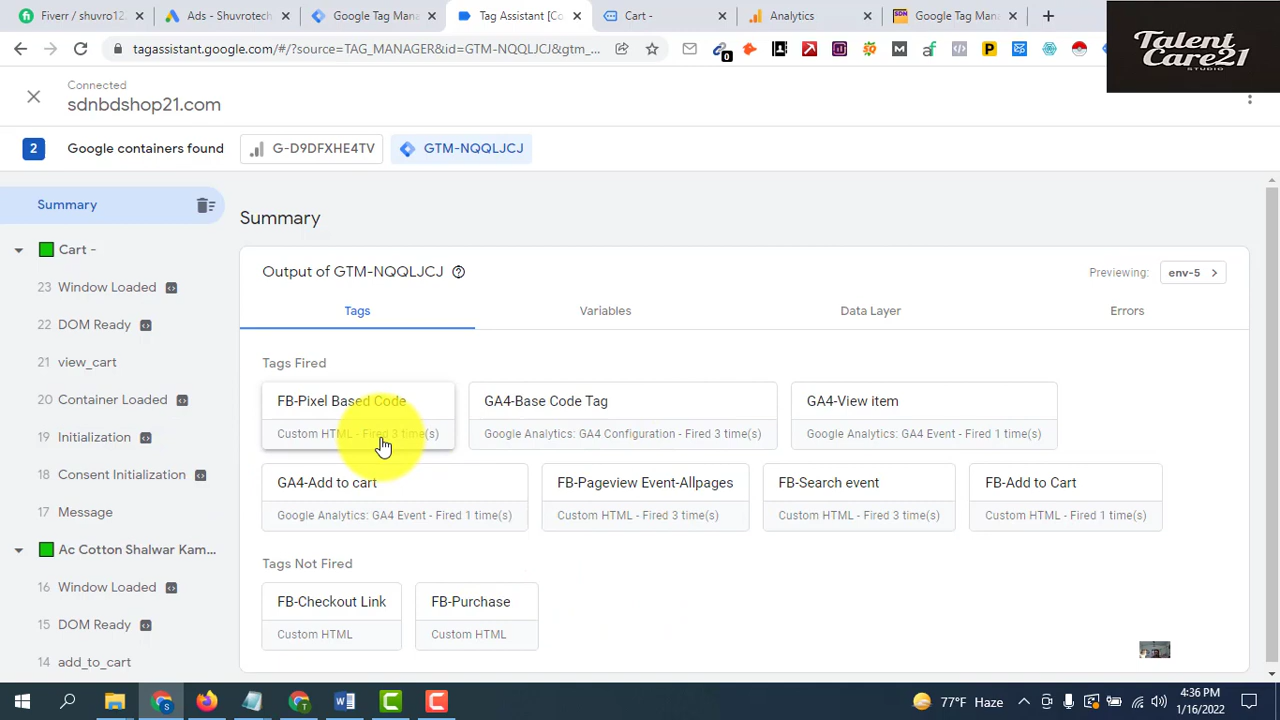 Fiverr / shuvro12
Ads - Shuvrotech
Google Tag Man
Tag Assistant [Co
Cart -
Analytics
Google Tag Man
tagassistant.google.com/#/?source=TAG_MANAGER&id=GTM-NQQLJCJ&gtm_...
0
Talent
Care21
STUDIO
Connected
sdnbdshop21.com
2
Google containers found
G-D9DFXHE4TV
GTM-NQQLJCJ
Summary
Summary
Cart -
Output of GTM-NQQLJCJ
Previewing:
env-5
23 Window Loaded
Tags
Variables
Data Layer
Errors
22 DOM Ready
21 view_cart
Tags Fired
20 Container Loaded
FB-Pixel Based Code
GA4-Base Code Tag
GA4-View item
19 Initialization
Custom HTML - Fired 3 time(s)
Google Analytics: GA4 Configuration - Fired 3 time(s)
Google Analytics: GA4 Event - Fired 1 time(s)
18 Consent Initialization
GA4-Add to cart
FB-Pageview Event-Allpages
FB-Search event
FB-Add to Cart
17 Message
Google Analytics: GA4 Event - Fired 1 time(s)
Custom HTML - Fired 3 time(s)
Custom HTML - Fired 3 time(s)
Custom HTML - Fired 1 time(s)
Ac Cotton Shalwar Kam...
Tags Not Fired
16 Window Loaded
FB-Checkout Link
FB-Purchase
15 DOM Ready
Custom HTML
Custom HTML
14 add_to_cart
77°F Haze
4:36 PM
1/16/2022